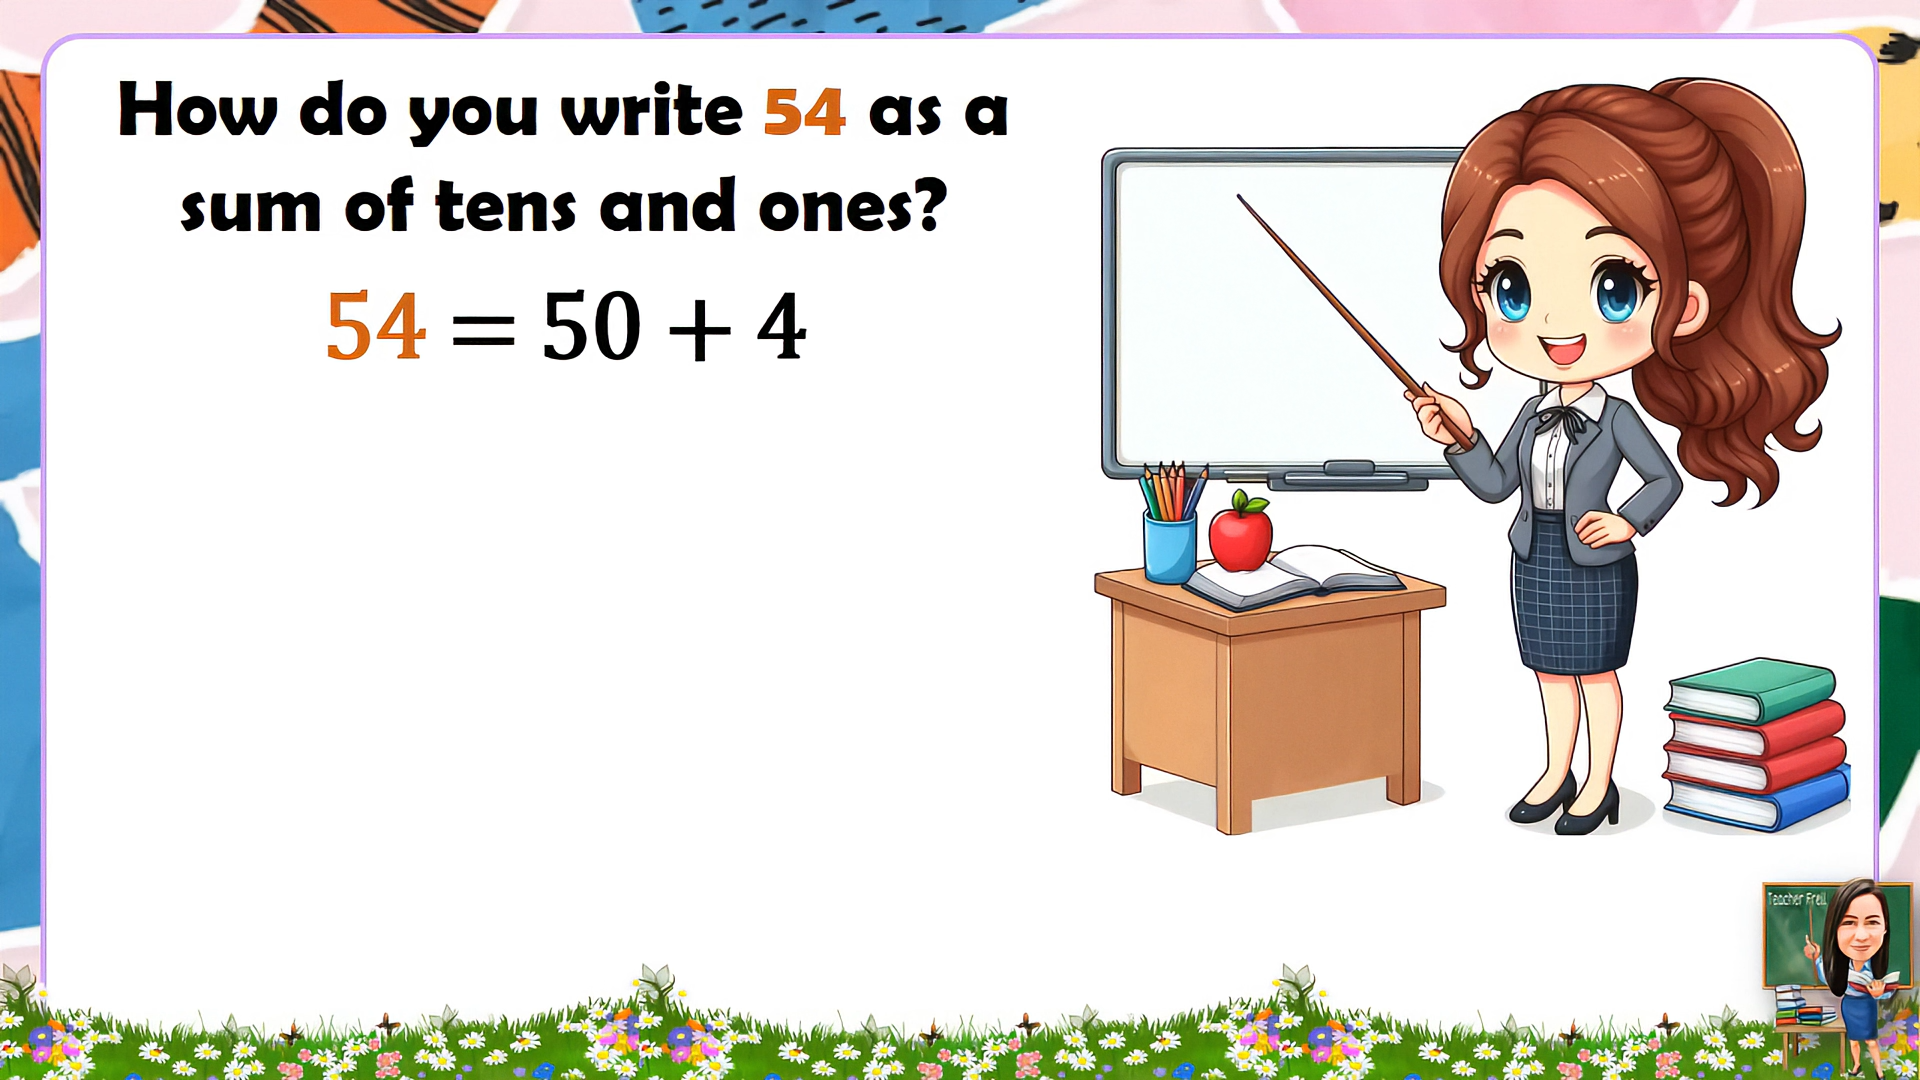 How do you write 54 as a
sum of tens and ones?
54 = 50 + 4
Teacher Frell